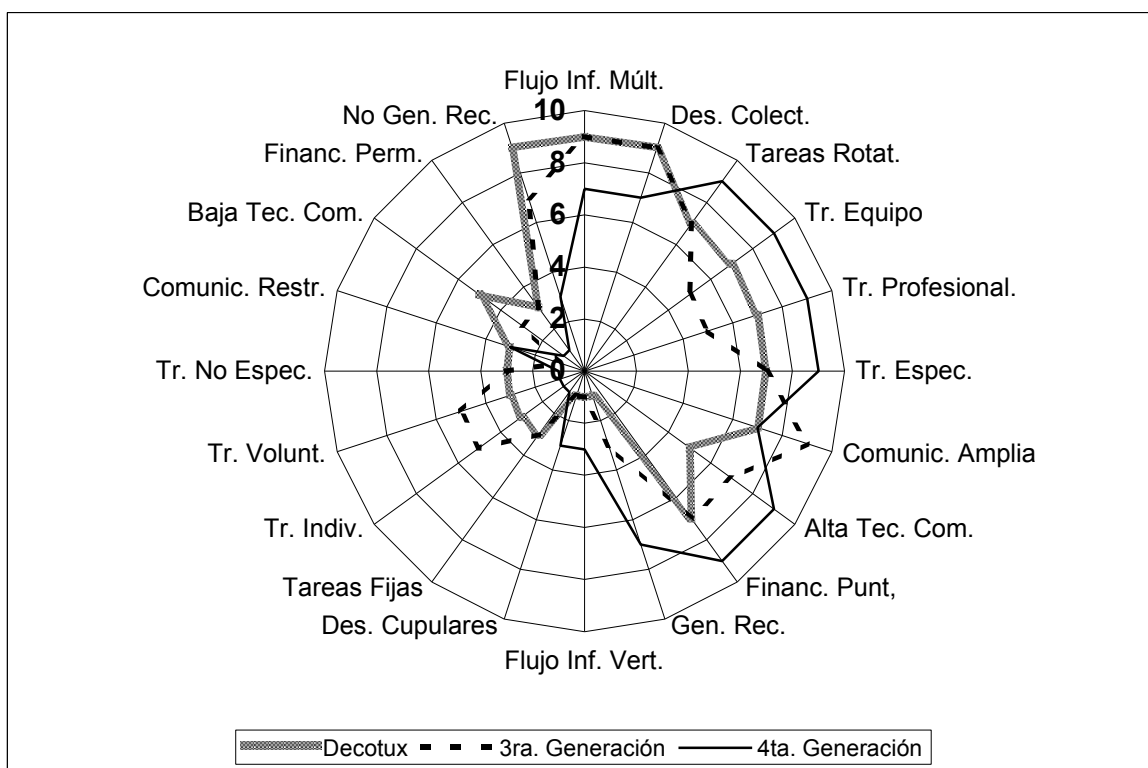 Flujo Inf. Múlt.
No Gen. Rec.
10
Des. Colect.
Financ. Perm.
8
Tareas Rotat.
Baja Tec. Com.
6
Tr. Equipo
Comunic. Restr.
4
Tr. Profesional.
2
Tr. No Espec.
0
Tr. Espec.
Tr. Volunt.
Comunic. Amplia
Tr. Indiv.
Alta Tec. Com.
Tareas Fijas
Financ. Punt,
Des. Cupulares
Gen. Rec.
Flujo Inf. Vert.
Decotux 3ra. Generación 4ta. Generación